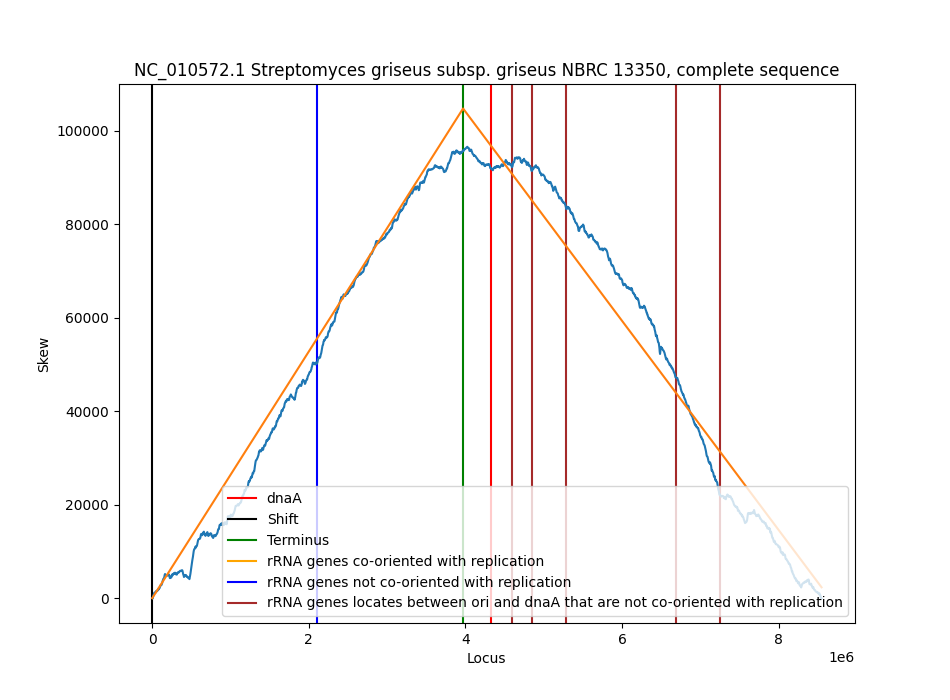 NC_010572.1 Streptomyces griseus subsp. griseus NBRC 13350, complete sequence
100000
80000
60000
40000
20000
0
Skew
dnaA
Shift
Terminus
rRNA genes co-oriented with replication
rRNA genes not co-oriented with replication
rRNA genes locates between ori and dnaA that are not co-oriented with replication
0 2 4 6 8
1e6
Locus